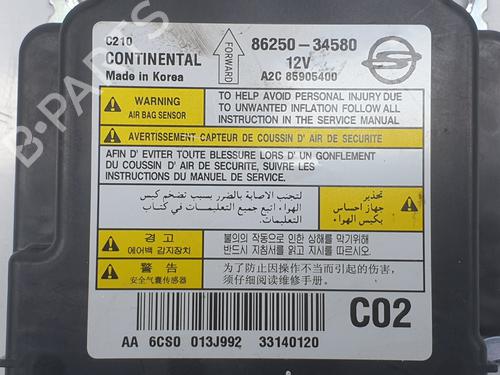 C210
CONTINENTAL
Made in Korea
FORWARD
86250-34580
12V
A2C 85905400
WARNING
AIR BAG SENSOR
TO HELP AVOID PERSONAL INJURY DUE
TO UNWANTED INFLATION FOLLOW ALL
INSTRUCTION IN THE SERVICE MANUAL
AVERTISSEMENT CAPTEUR DE COUSSIN D' AIR DE SECURITE
AFIN D' EVITER TOUTE BLESSURE LORS D' UN GONFLEMENT
DU COUSSIN D' AIR DE SECURITE, SUIVRE LES
INSTRUCTIONS DU MANUEL DE SERVICE.
لتجنب الاصابة بالضرر بسبب تضخم كيس
الهواء اتبع جميع التعليمات في كتاب
التعليمات.
تحذير
جهاز احساس
بكيس الهواء
경 고
에어백 감지장치
불의의 작동으로 인한 상해를 막기위해
반드시 지침서를 읽고 지시를 따르시오.
警 告
安全气囊传感器
为了防止因操作不当而引起的伤害,
须仔细阅读维修手册.
C02
AA 6CS0 013J992 33140120
B-PARTS